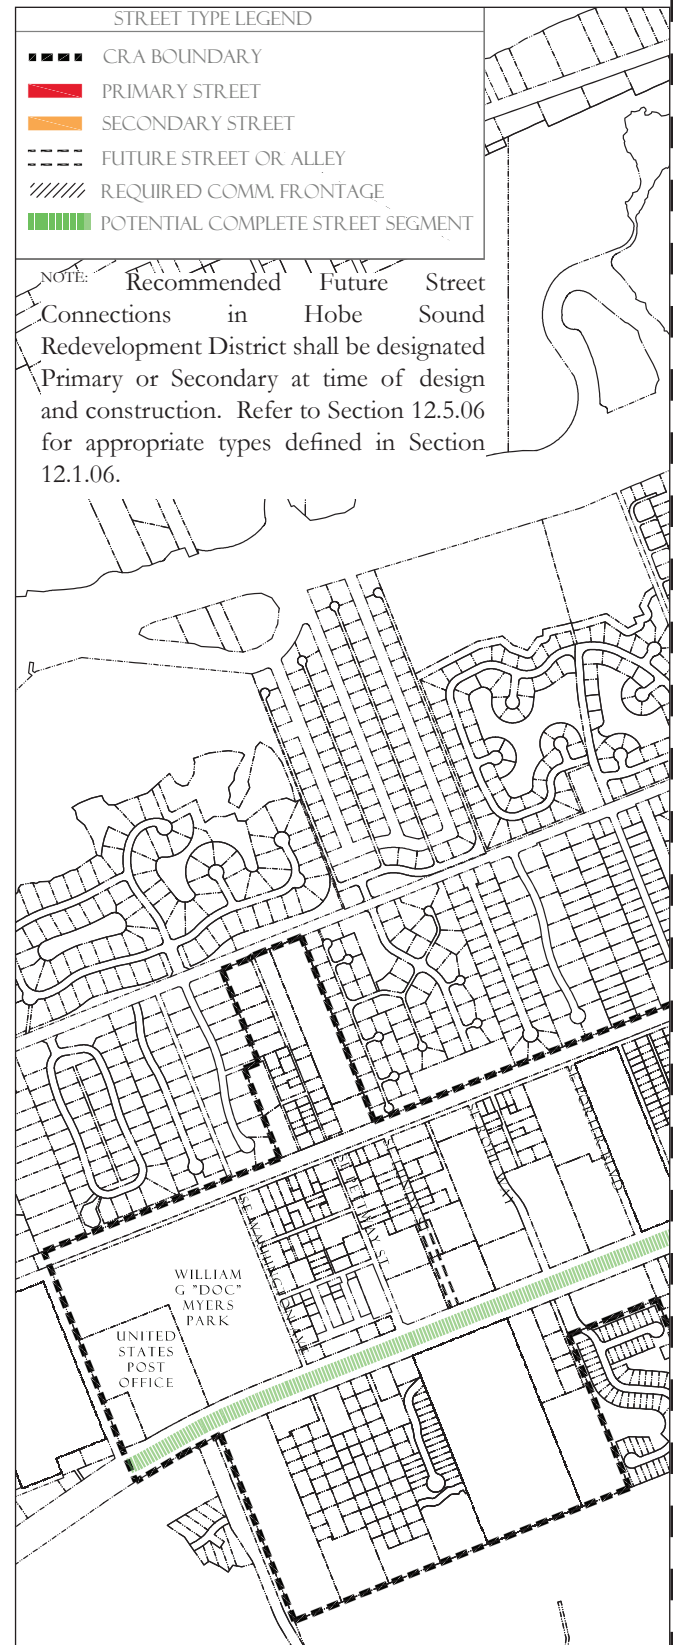 STREET TYPE LEGEND
CRA BOUNDARY
PRIMARY STREET
SECONDARY STREET
FUTURE STREET OR ALLEY
REQUIRED COMM. FRONTAGE
POTENTIAL COMPLETE STREET SEGMENT
NOTE: Recommended Future Street
Connections in Hobe Sound
Redevelopment District shall be designated
Primary or Secondary at time of design
and construction. Refer to Section 12.5.06
for appropriate types defined in Section
12.1.06.
WILLIAM
G "DOC"
MYERS
PARK
UNITED
STATES
POST
OFFICE